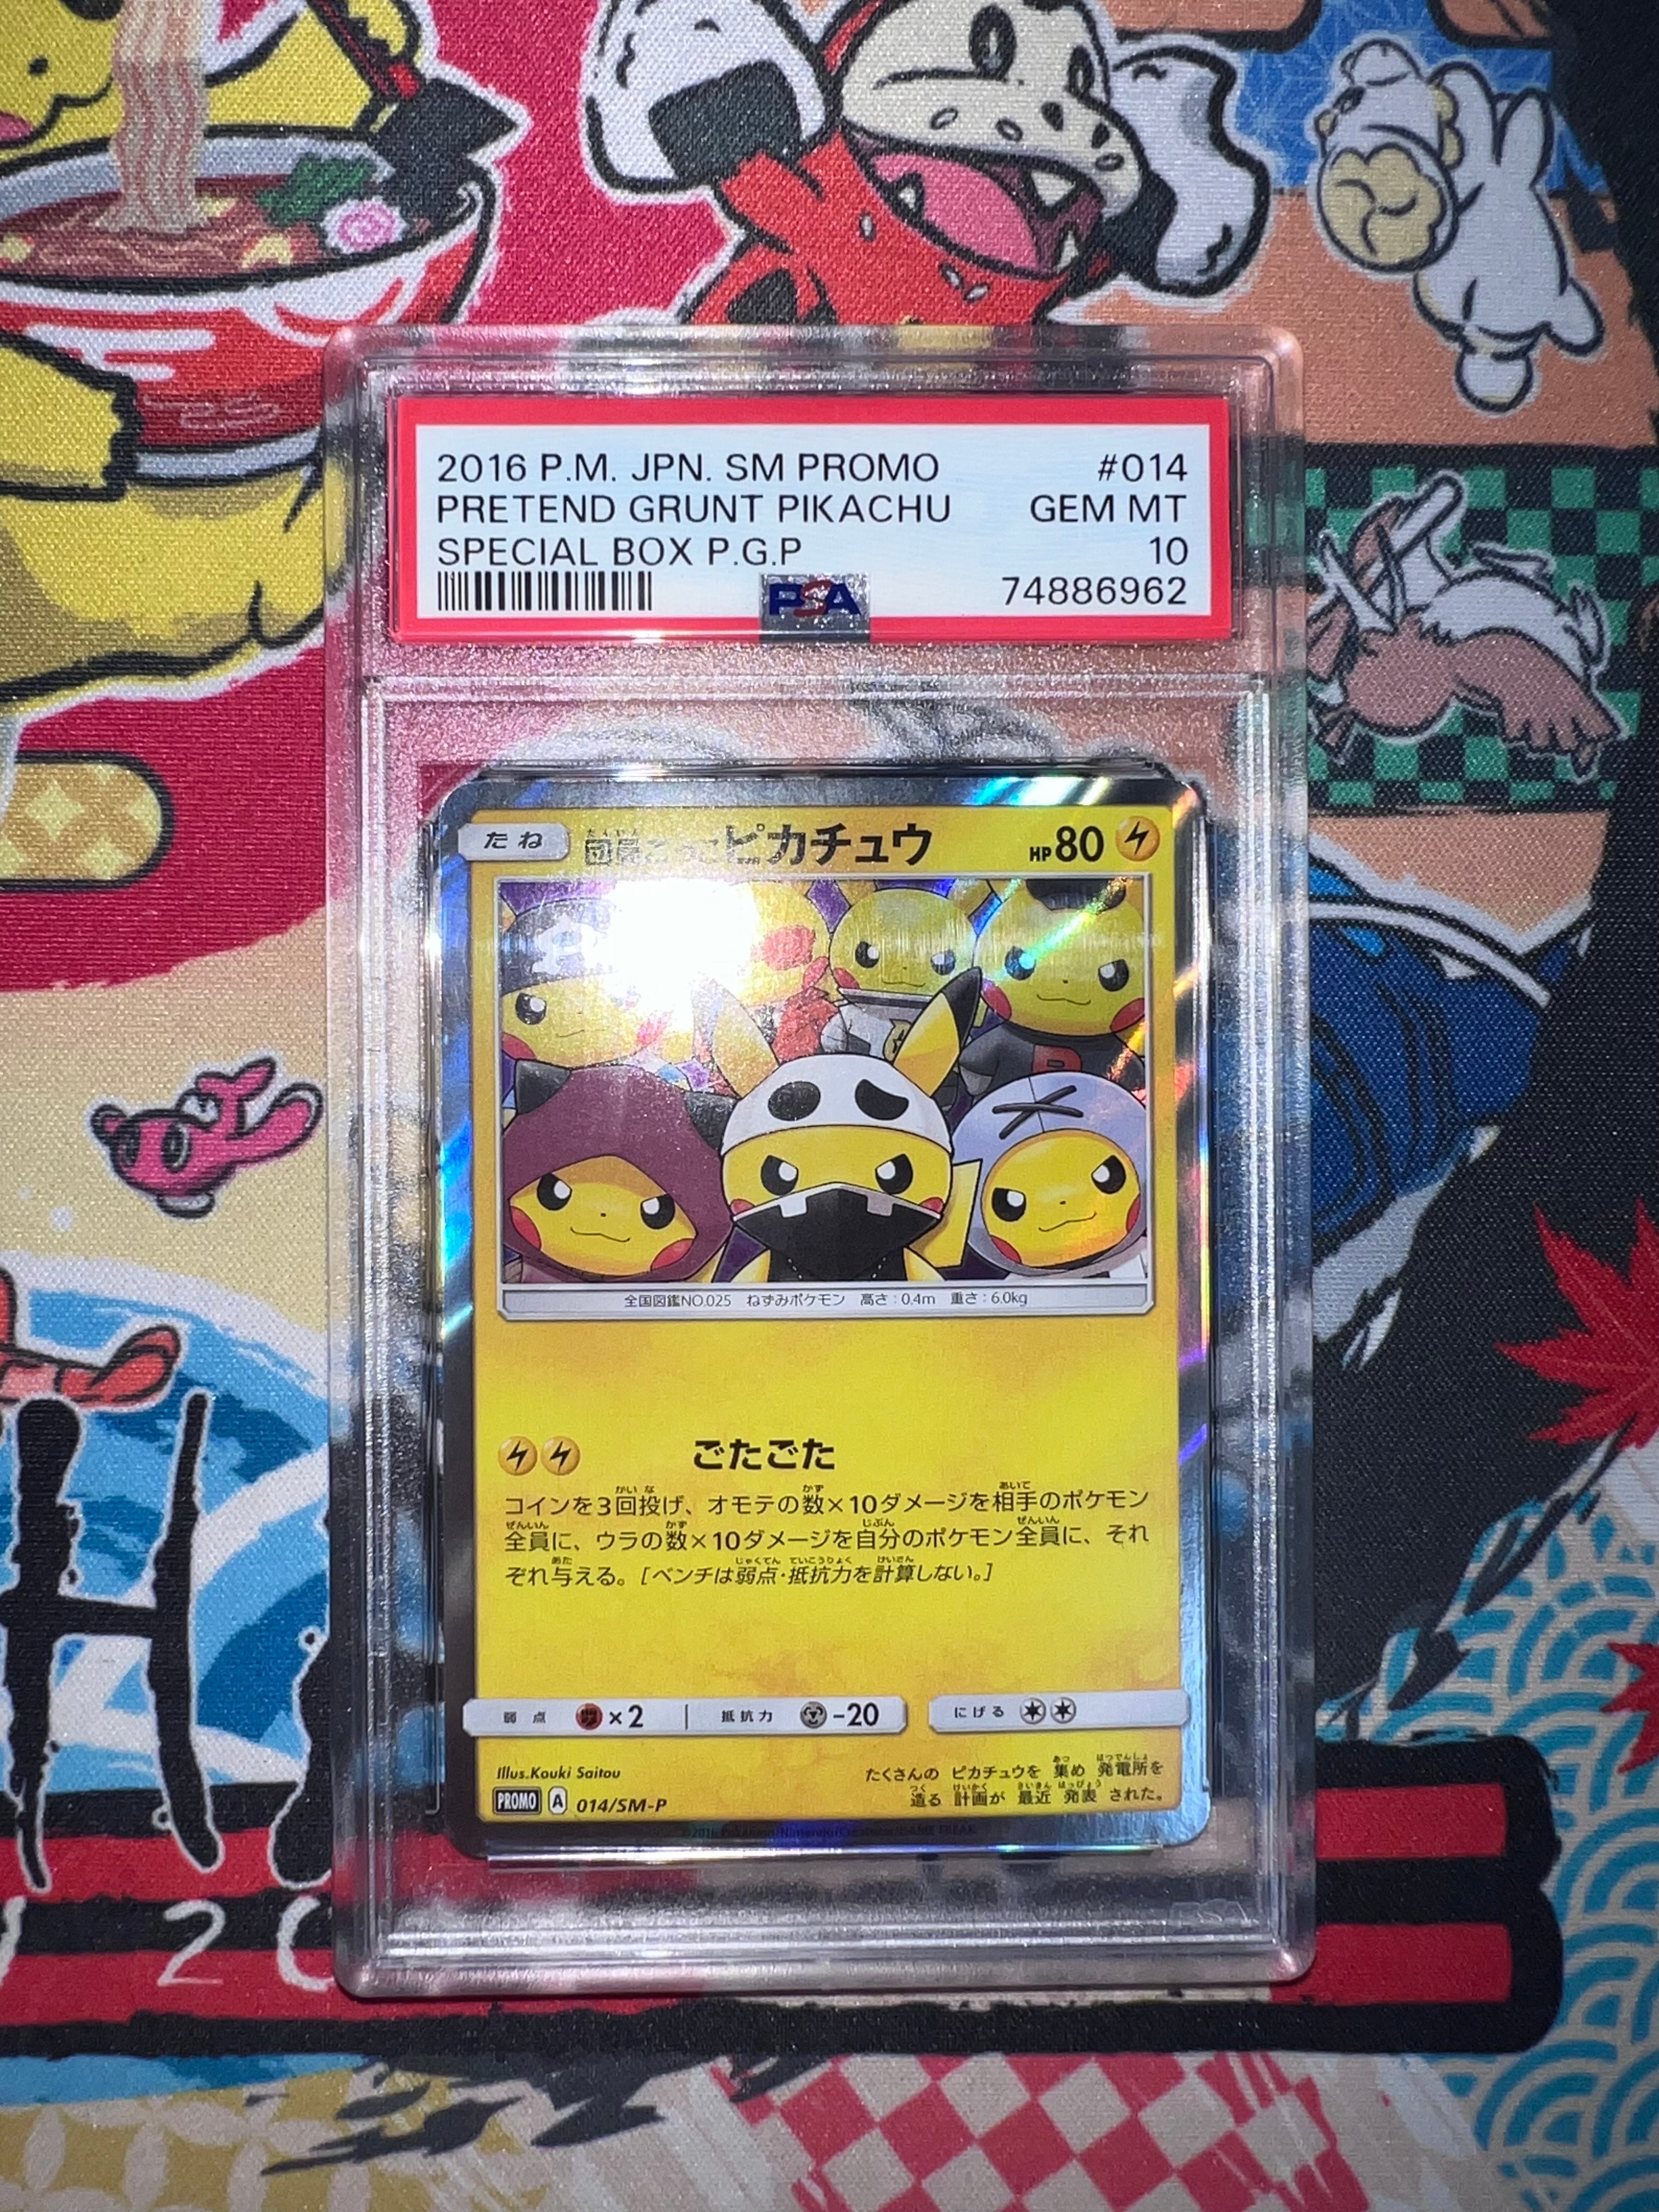 2016 P.M. JPN. SM PROMO #014
PRETEND GRUNT PIKACHU GEM MT
SPECIAL BOX P.G.P 10
PSA 74886962
たね 団員ごっこピカチュウ HP80
全国図鑑NO.025 ねずみポケモン 高さ:0.4m 重さ:6.0kg
ごたごた
コインを3回投げ、オモテの数×10ダメージを相手のポケモン
全員に、ウラの数×10ダメージを自分のポケモン全員に、それ
ぞれ与える。[ベンチは弱点・抵抗力を計算しない。]
弱点 ×2 抵抗力 -20 にげる
Illus.Kouki Saitou
たくさんの ピカチュウを 集め 発電所を
造る 計画が 最近 発表 された。
PROMO A 014/SM-P